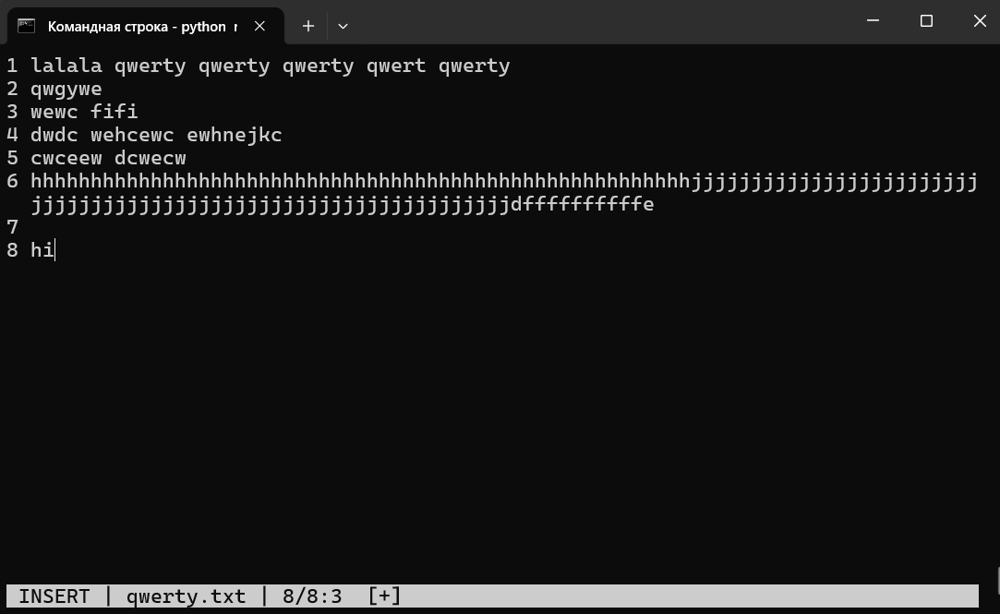 Командная строка - python r
1 lalala qwerty qwerty qwerty qwert qwerty
2 qwgywe
3 wewc fifi
4 dwdc wehcewc ewhnejkc
5 cwceew dcwecw
6 hhhhhhhhhhhhhhhhhhhhhhhhhhhhhhhhhhhhhhhhhhhhhhhhhhhhhhhjjjjjjjjjjjjjjjjjjjjjjjj
jjjjjjjjjjjjjjjjjjjjjjjjjjjjjjjjjjjjjjjjdffffffffffe
7
8 hi
INSERT | qwerty.txt | 8/8:3 [+]